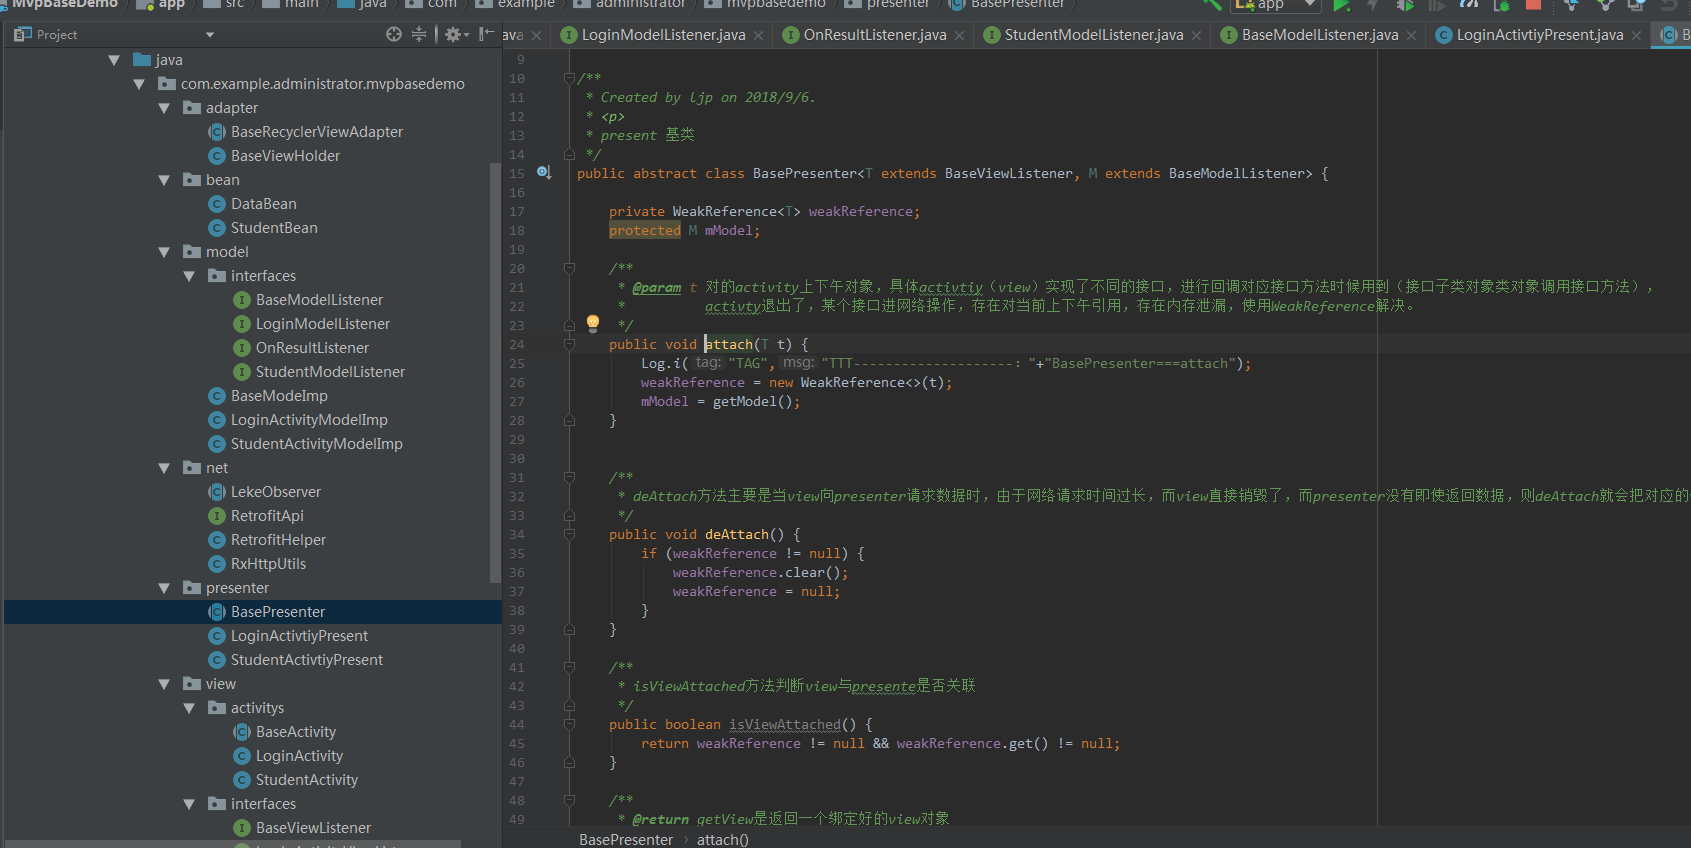 MvpBaseDemo app src main java com example administrator mvpbasedemo presenter BasePresenter
app
Project
ava
LoginModelListener.java
OnResultListener.java
StudentModelListener.java
BaseModelListener.java
LoginActivtiyPresent.java
B
java
com.example.administrator.mvpbasedemo
adapter
BaseRecyclerViewAdapter
BaseViewHolder
bean
DataBean
StudentBean
model
interfaces
BaseModelListener
LoginModelListener
OnResultListener
StudentModelListener
BaseModeImp
LoginActivityModelImp
StudentActivityModelImp
net
LekeObserver
RetrofitApi
RetrofitHelper
RxHttpUtils
presenter
BasePresenter
LoginActivtiyPresent
StudentActivtiyPresent
view
activitys
BaseActivity
LoginActivity
StudentActivity
interfaces
BaseViewListener
9
10 /**
11 * Created by ljp on 2018/9/6.
12 * <p>
13 * present 基类
14 */
15 public abstract class BasePresenter<T extends BaseViewListener, M extends BaseModelListener> {
16
17 private WeakReference<T> weakReference;
18 protected M mModel;
19
20 /**
21 * @param t 对的activity上下午对象，具体activtiy（view）实现了不同的接口，进行回调对应接口方法时候用到（接口子类对象类对象调用接口方法），
22 * activty退出了，某个接口进网络操作，存在对当前上下午引用，存在内存泄漏，使用WeakReference解决。
23 */
24 public void attach(T t) {
25 Log.i( tag: "TAG", msg: "TTT--------------------: "+"BasePresenter===attach");
26 weakReference = new WeakReference<>(t);
27 mModel = getModel();
28 }
29
30
31 /**
32 * deAttach方法主要是当view向presenter请求数据时，由于网络请求时间过长，而view直接销毁了，而presenter没有即使返回数据，则deAttach就会把对应的
33 */
34 public void deAttach() {
35 if (weakReference != null) {
36 weakReference.clear();
37 weakReference = null;
38 }
39 }
40
41 /**
42 * isViewAttached方法判断view与presente是否关联
43 */
44 public boolean isViewAttached() {
45 return weakReference != null && weakReference.get() != null;
46 }
47
48 /**
49 * @return getView是返回一个绑定好的view对象
BasePresenter attach()